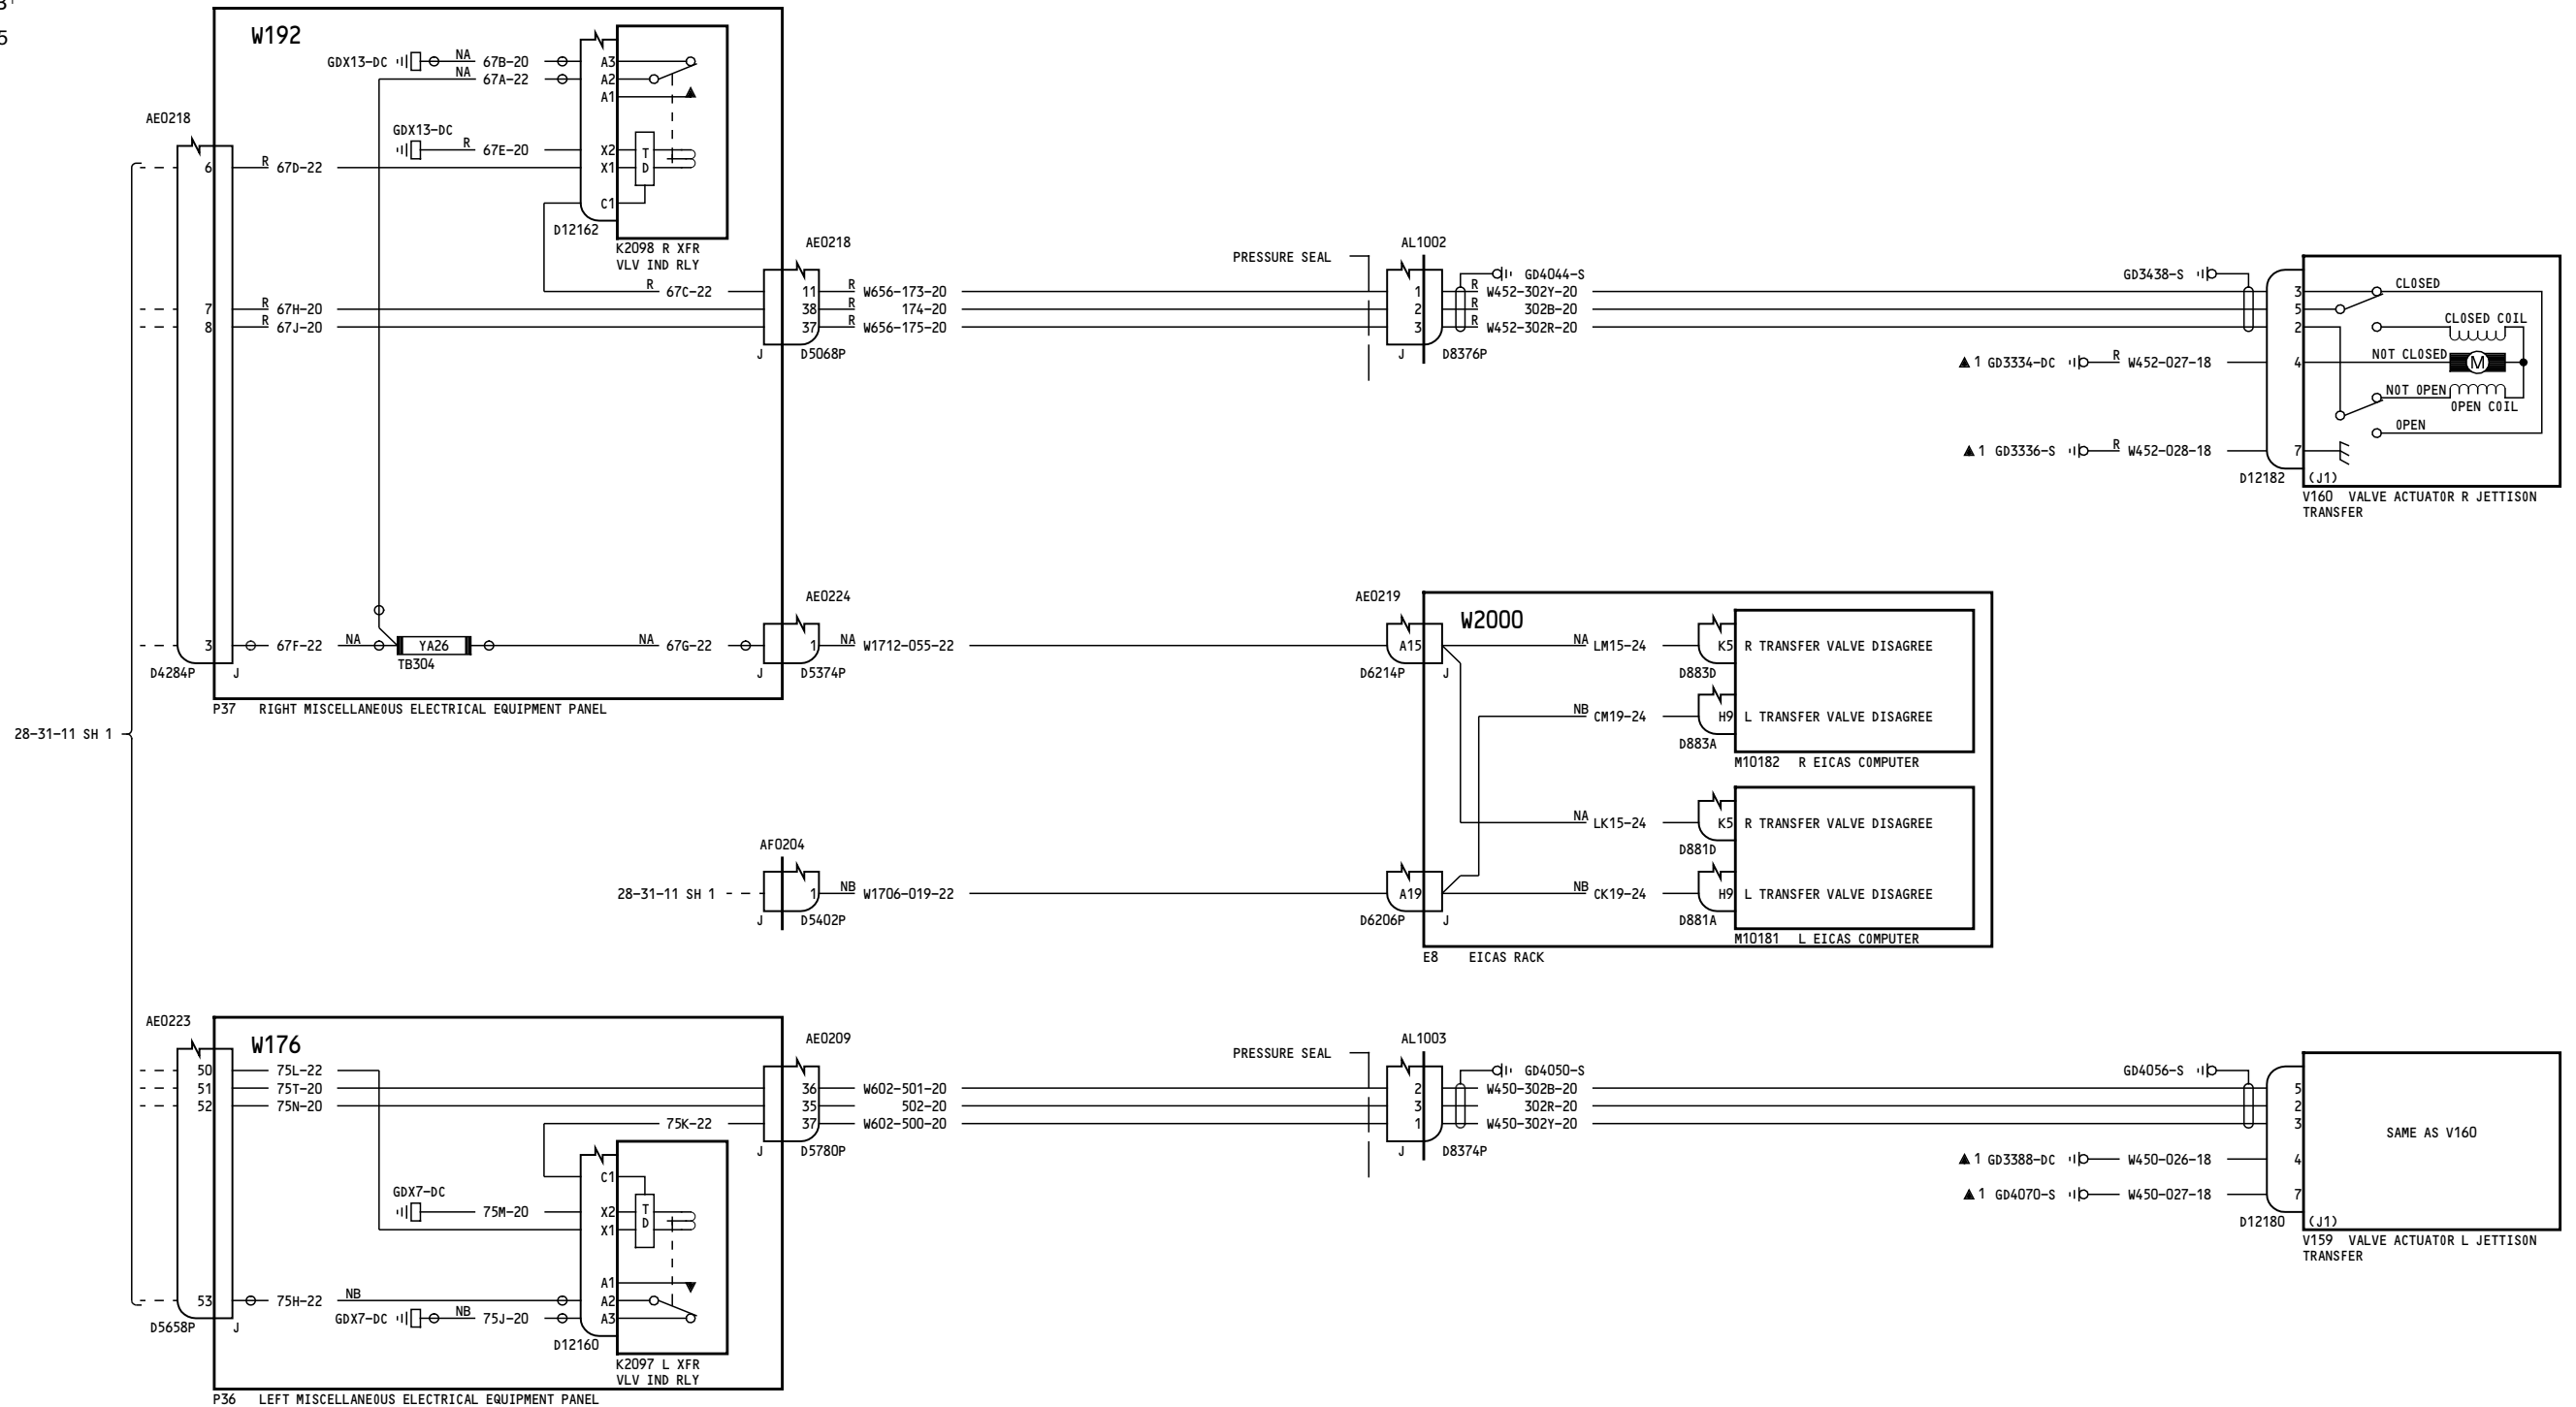 5
W192
GDX13-DC NA 67B-20 A3
NA 67A-22 A2
A1
AE0218
GDX13-DC
R 67E-20 X2 T
6 R 67D-22 X1 D
C1
D12162
K2098 R XFR
VLV IND RLY
AE0218
PRESSURE SEAL
AL1002
GD4044-S
GD3438-S
R 67C-22 11 R W656-173-20 1 R W452-302Y-20 3 CLOSED
7 R 67H-20 38 R 174-20 2 R 302B-20 5
8 R 67J-20 37 R W656-175-20 3 R W452-302R-20 2
CLOSED COIL
J D5068P
J D8376P
▲ 1 GD3334-DC R W452-027-18 4 NOT CLOSED M
NOT OPEN
OPEN COIL
OPEN
▲ 1 GD3336-S R W452-028-18 7
D12182 (J1)
V160 VALVE ACTUATOR R JETTISON
TRANSFER
AE0224
AE0219
W2000
3 67F-22 NA YA26 NA 67G-22 1 NA W1712-055-22 A15 NA LM15-24 K5 R TRANSFER VALVE DISAGREE
TB304
D4284P J
J D5374P
D6214P J
D883D
P37 RIGHT MISCELLANEOUS ELECTRICAL EQUIPMENT PANEL
NB CM19-24 H9 L TRANSFER VALVE DISAGREE
28-31-11 SH 1
D883A
M10182 R EICAS COMPUTER
NA LK15-24 K5 R TRANSFER VALVE DISAGREE
D881D
AF0204
28-31-11 SH 1 1 NB W1706-019-22 A19 NB CK19-24 H9 L TRANSFER VALVE DISAGREE
J D5402P
D6206P J
D881A
M10181 L EICAS COMPUTER
E8 EICAS RACK
AE0223
W176
AE0209
PRESSURE SEAL
AL1003
GD4050-S
GD4056-S
50 75L-22
51 75T-20 36 W602-501-20 2 W450-302B-20 5
52 75N-20 35 502-20 3 302R-20 2
75K-22 37 W602-500-20 1 W450-302Y-20 3
SAME AS V160
J D5780P
J D8374P
▲ 1 GD3388-DC W450-026-18 4
C1
GDX7-DC
75M-20 X2 T
X1 D
▲ 1 GD4070-S W450-027-18 7
D12180 (J1)
V159 VALVE ACTUATOR L JETTISON
TRANSFER
A1
53 75H-22 NB A2
GDX7-DC NB 75J-20 A3
D5658P J
D12160
K2097 L XFR
VLV IND RLY
P36 LEFT MISCELLANEOUS ELECTRICAL EQUIPMENT PANEL